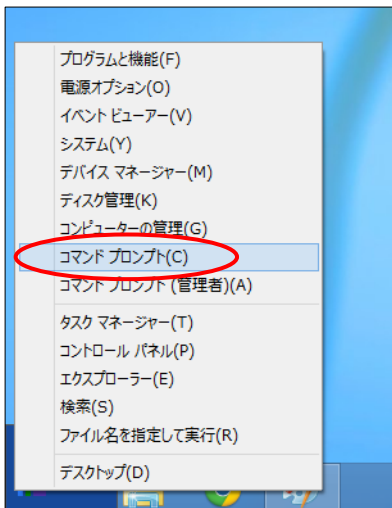 プログラムと機能(F)
電源オプション(O)
イベント ビューアー(V)
システム(Y)
デバイス マネージャー(M)
ディスク管理(K)
コンピューターの管理(G)
コマンド プロンプト(C)
コマンド プロンプト (管理者)(A)
タスク マネージャー(T)
コントロール パネル(P)
エクスプローラー(E)
検索(S)
ファイル名を指定して実行(R)
デスクトップ(D)